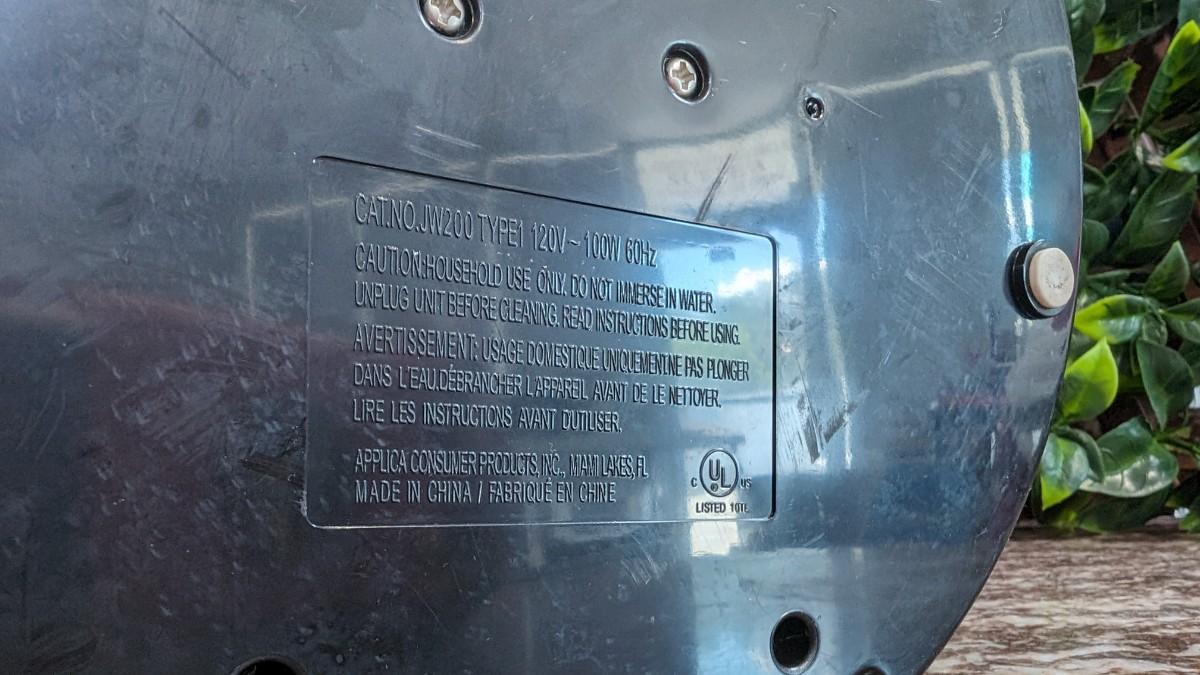 CAT.NO.JW200 TYPE1 120V~ 100W 60Hz
CAUTION:HOUSEHOLD USE ONLY. DO NOT IMMERSE IN WATER.
UNPLUG UNIT BEFORE CLEANING. READ INSTRUCTIONS BEFORE USING.
AVERTISSEMENT: USAGE DOMESTIQUE UNIQUEMENT.NE PAS PLONGER
DANS L'EAU.DÉBRANCHER L'APPAREIL AVANT DE LE NETTOYER.
LIRE LES INSTRUCTIONS AVANT D'UTILISER.
APPLICA CONSUMER PRODUCTS, INC., MIAMI LAKES, FL
MADE IN CHINA / FABRIQUÉ EN CHINE
C UL US
LISTED